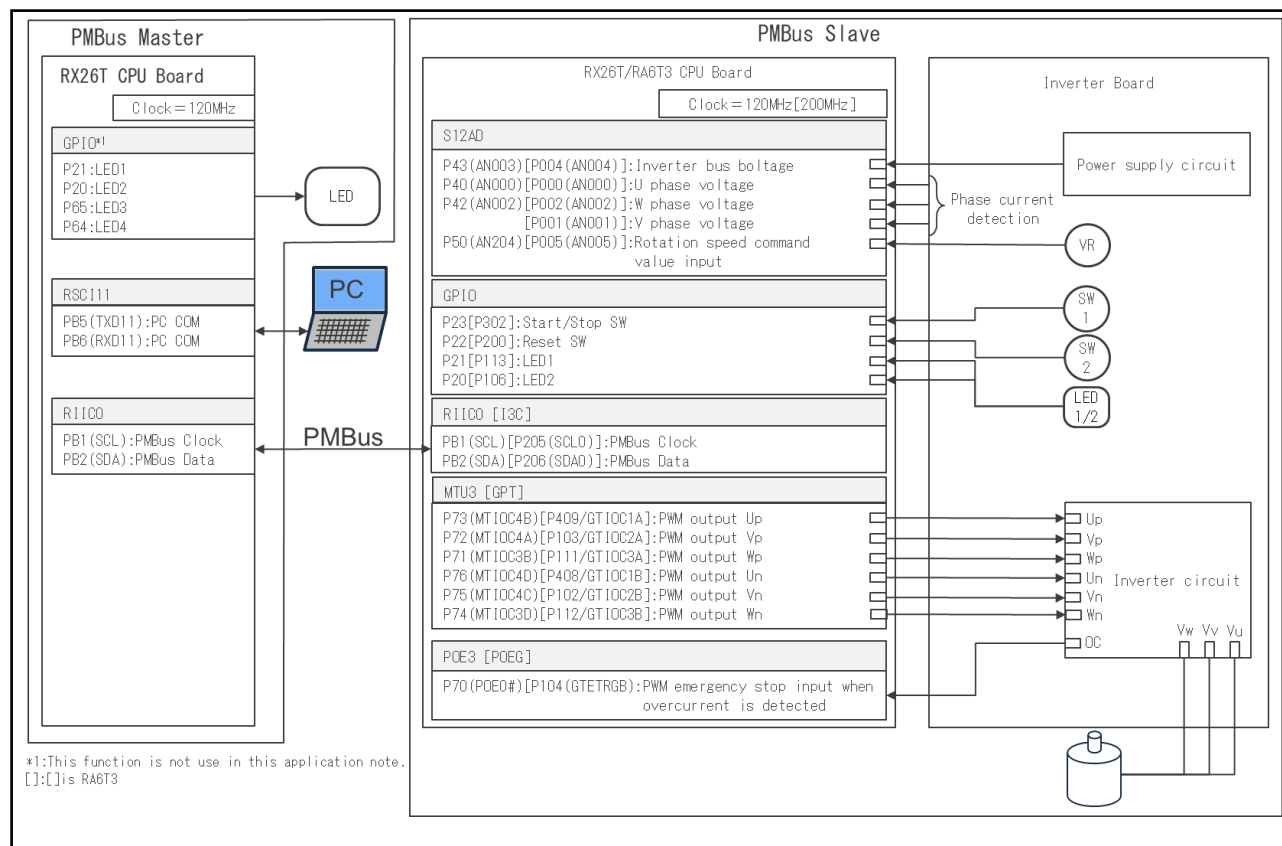 PMBus Master
RX26T CPU Board
Clock=120MHz
GPIO*1
P21:LED1
P20:LED2
P65:LED3
P64:LED4
LED
RSCI11
PB5(TXD11):PC COM
PB6(RXD11):PC COM
PC
RIIC0
PB1(SCL):PMBus Clock
PB2(SDA):PMBus Data
PMBus
*1:This function is not use in this application note.
[]:[]is RA6T3
PMBus Slave
RX26T/RA6T3 CPU Board
Clock=120MHz[200MHz]
S12AD
P43(AN003)[P004(AN004)]:Inverter bus boltage
P40(AN000)[P000(AN000)]:U phase voltage
P42(AN002)[P002(AN002)]:W phase voltage
[P001(AN001)]:V phase voltage
P50(AN204)[P005(AN005)]:Rotation speed command
value input
GPIO
P23[P302]:Start/Stop SW
P22[P200]:Reset SW
P21[P113]:LED1
P20[P106]:LED2
RIIC0 [I3C]
PB1(SCL)[P205(SCL0)]:PMBus Clock
PB2(SDA)[P206(SDA0)]:PMBus Data
MTU3 [GPT]
P73(MTIOC4B)[P409/GTIOC1A]:PWM output Up
P72(MTIOC4A)[P103/GTIOC2A]:PWM output Vp
P71(MTIOC3B)[P111/GTIOC3A]:PWM output Wp
P76(MTIOC4D)[P408/GTIOC1B]:PWM output Un
P75(MTIOC4C)[P102/GTIOC2B]:PWM output Vn
P74(MTIOC3D)[P112/GTIOC3B]:PWM output Wn
POE3 [POEG]
P70(POE0#)[P104(GTETRGB):PWM emergency stop input when
overcurrent is detected
Inverter Board
Power supply circuit
Phase current
detection
VR
SW
1
SW
2
LED
1/2
Up
Vp
Wp
Un
Vn
Wn
OC
Inverter circuit
Vw Vv Vu